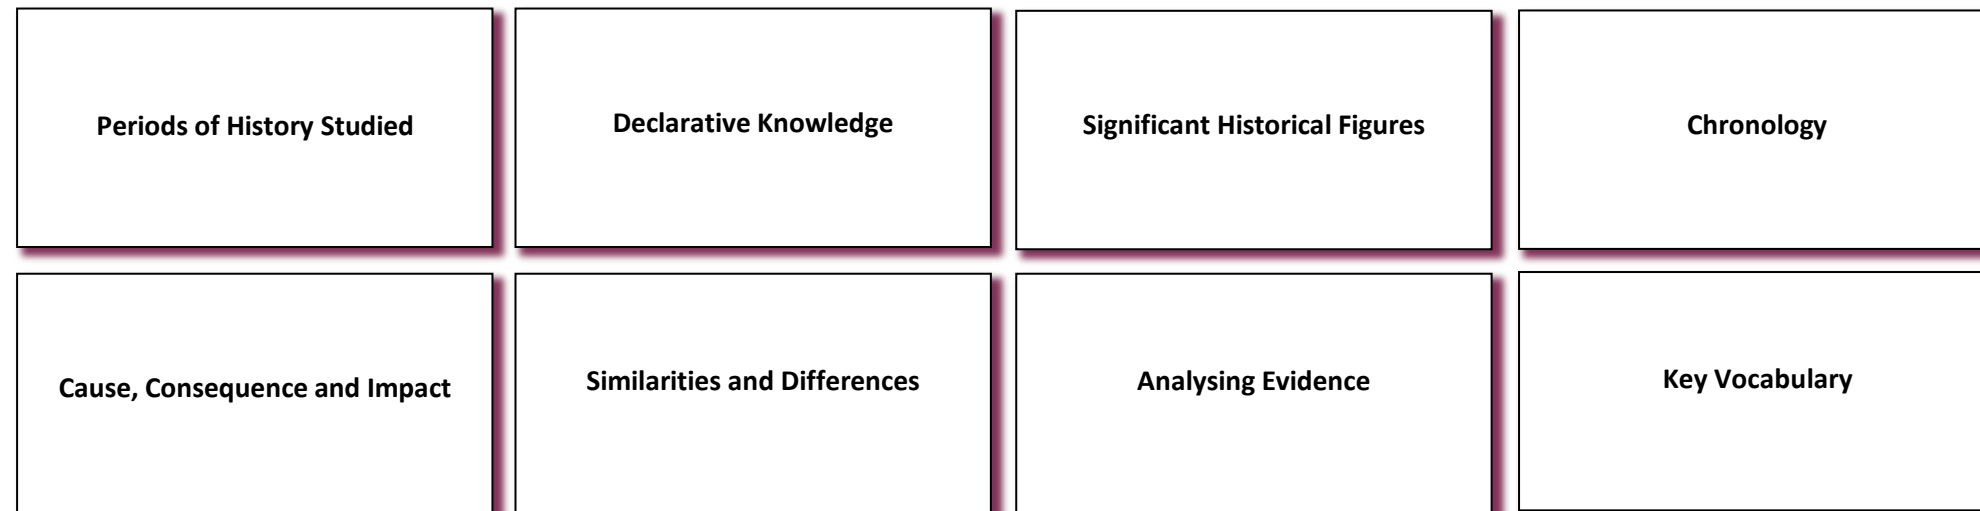 Periods of History Studied
Declarative Knowledge
Significant Historical Figures
Chronology
Cause, Consequence and Impact
Similarities and Differences
Analysing Evidence
Key Vocabulary